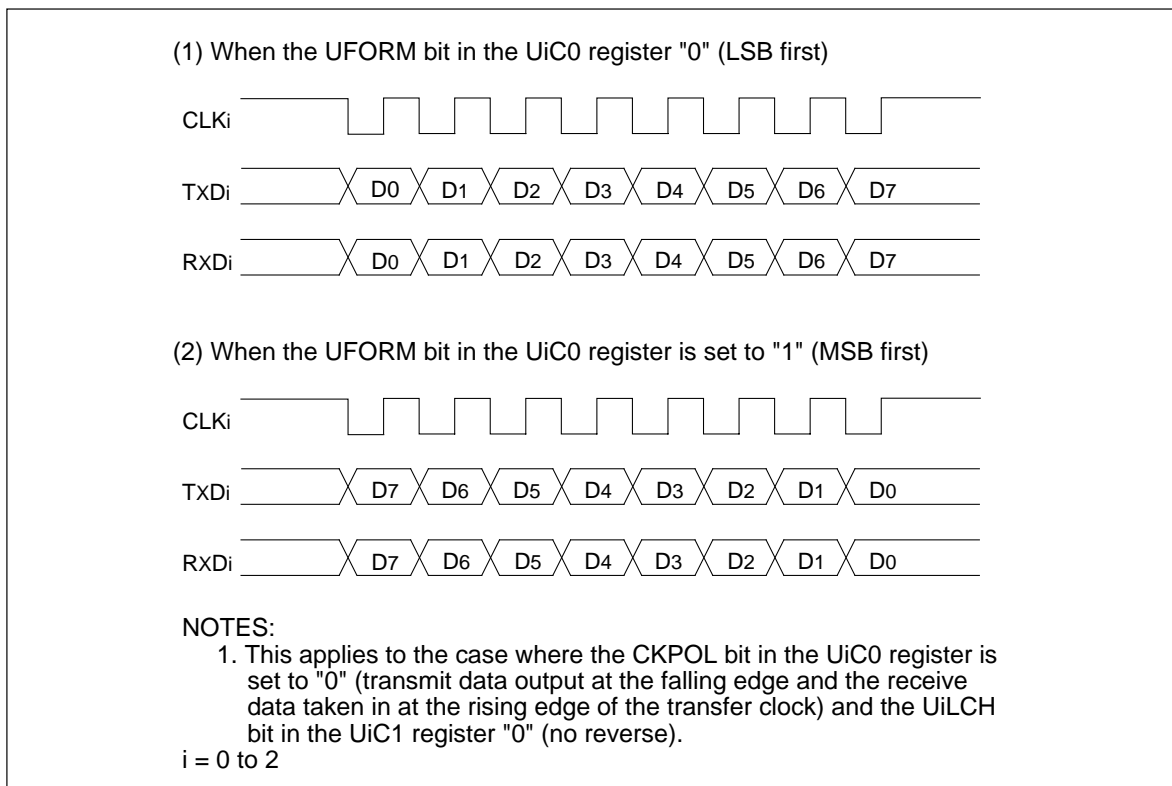 (1) When the UFORM bit in the UiC0 register "0" (LSB first)
CLKi
TXDi D0 D1 D2 D3 D4 D5 D6 D7
RXDi D0 D1 D2 D3 D4 D5 D6 D7
(2) When the UFORM bit in the UiC0 register is set to "1" (MSB first)
CLKi
TXDi D7 D6 D5 D4 D3 D2 D1 D0
RXDi D7 D6 D5 D4 D3 D2 D1 D0
NOTES:
1. This applies to the case where the CKPOL bit in the UiC0 register is
set to "0" (transmit data output at the falling edge and the receive
data taken in at the rising edge of the transfer clock) and the UiLCH
bit in the UiC1 register "0" (no reverse).
i = 0 to 2